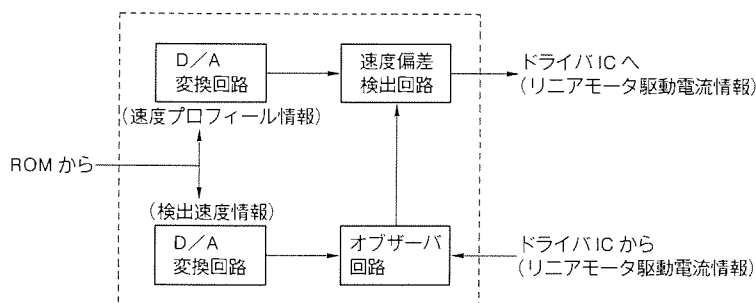 D／A
変換回路
(速度プロフィール情報)
速度偏差
検出回路
ドライバICへ
(リニアモータ駆動電流情報)
ROMから
(検出速度情報)
D／A
変換回路
オブザーバ
回路
ドライバICから
(リニアモータ駆動電流情報)